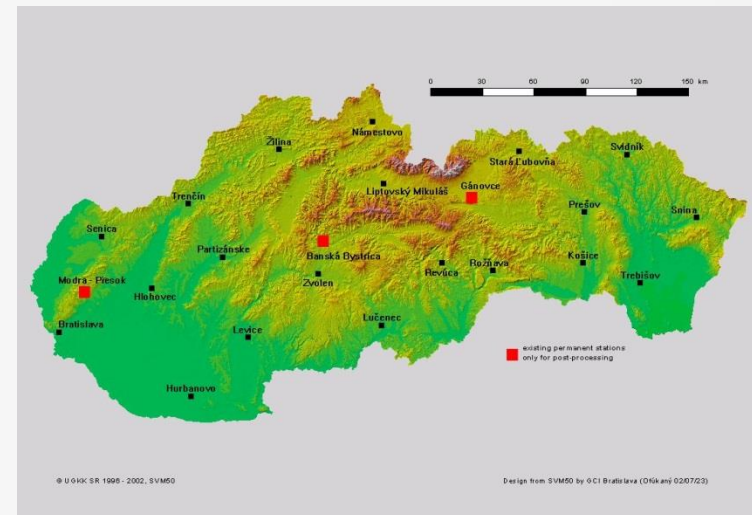 0 30 60 90 120 150 km
Námestovo
Žilina
Svidník
Stará Ľubovňa
Liptovský Mikuláš
Gánovce
Trenčín
Prešov
Snina
Senica
Partizánske
Banská Bystrica
Revúca
Rožňava
Košice
Modra - Piesok
Hlohovec
Zvolen
Trebišov
Bratislava
Levice
Lučenec
existing permanent stations
only for post-processing
Hurbanovo
© UGKK SR 1996 - 2002, SVM50
Design from SVM50 by GCI Bratislava (Oťúkaný 02/07/23)